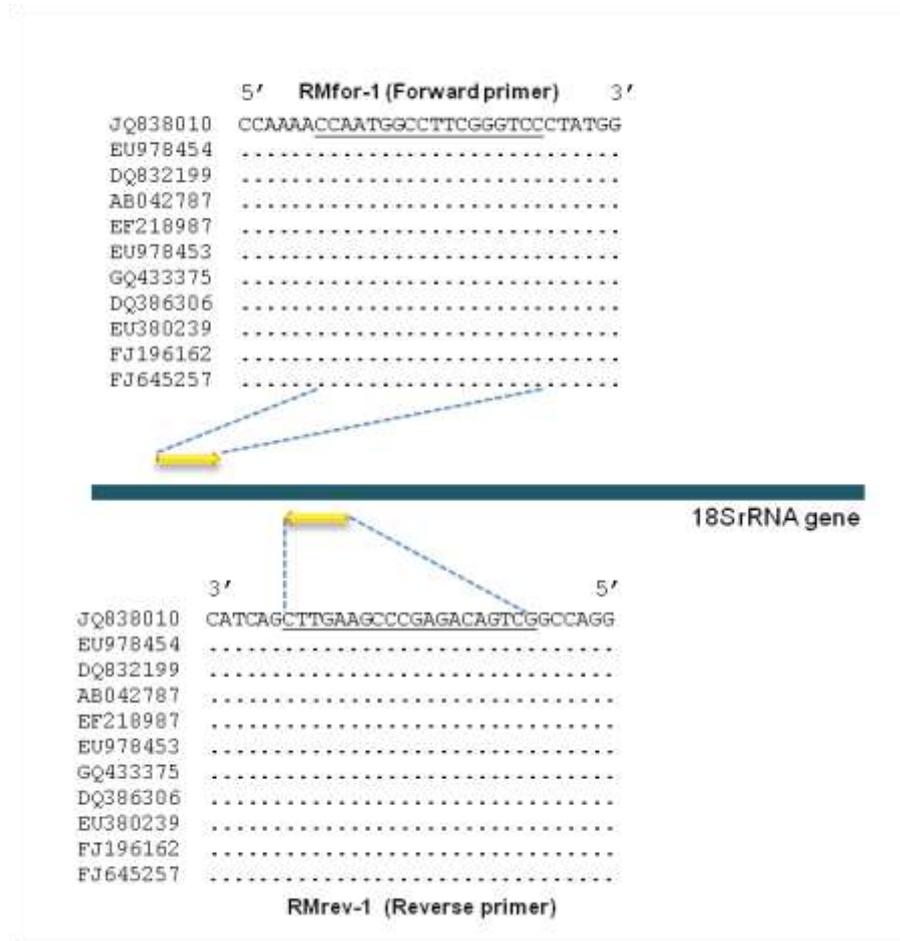 5′ RMfor-1 (Forward primer) 3′
JQ838010 CCAAAACCAATGGCCTTCGGGTCCCTATGG
EU978454 ..............................
DQ832199 ..............................
AB042787 ..............................
EF218987 ..............................
EU978453 ..............................
GQ433375 ..............................
DQ386306 ..............................
EU380239 ..............................
FJ196162 ..............................
FJ645257 ..............................
18SrRNA gene
3′ 5′
JQ838010 CATCAGCTTGAAGCCCGAGACAGTCGGCCAGG
EU978454 ................................
DQ832199 ................................
AB042787 ................................
EF218987 ................................
EU978453 ................................
GQ433375 ................................
DQ386306 ................................
EU380239 ................................
FJ196162 ................................
FJ645257 ................................
RMrev-1 (Reverse primer)